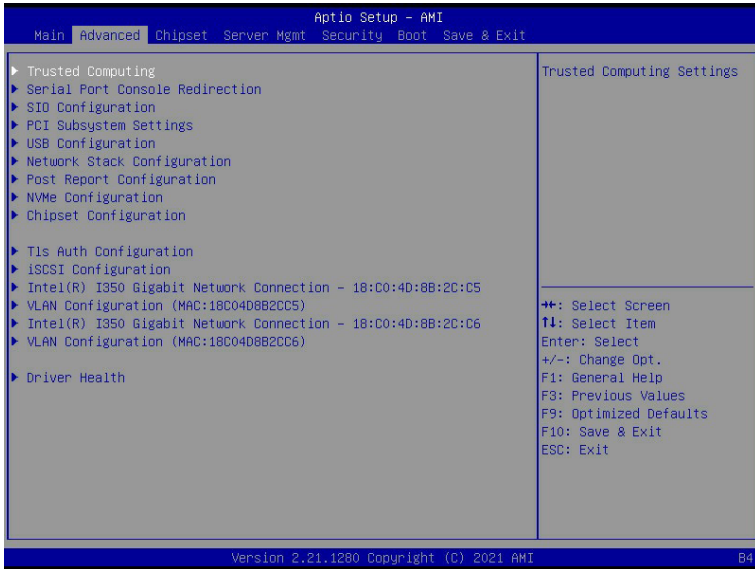 Aptio Setup – AMI
Main Advanced Chipset Server Mgmt Security Boot Save & Exit
Trusted Computing
Serial Port Console Redirection
SIO Configuration
PCI Subsystem Settings
USB Configuration
Network Stack Configuration
Post Report Configuration
NVMe Configuration
Chipset Configuration
Tls Auth Configuration
iSCSI Configuration
Intel(R) I350 Gigabit Network Connection – 18:C0:4D:8B:2C:C5
VLAN Configuration (MAC:18C04D8B2CC5)
Intel(R) I350 Gigabit Network Connection – 18:C0:4D:8B:2C:C6
VLAN Configuration (MAC:18C04D8B2CC6)
Driver Health
Trusted Computing Settings
→←: Select Screen
↑↓: Select Item
Enter: Select
+/-: Change Opt.
F1: General Help
F3: Previous Values
F9: Optimized Defaults
F10: Save & Exit
ESC: Exit
Version 2.21.1280 Copyright (C) 2021 AMI
B4